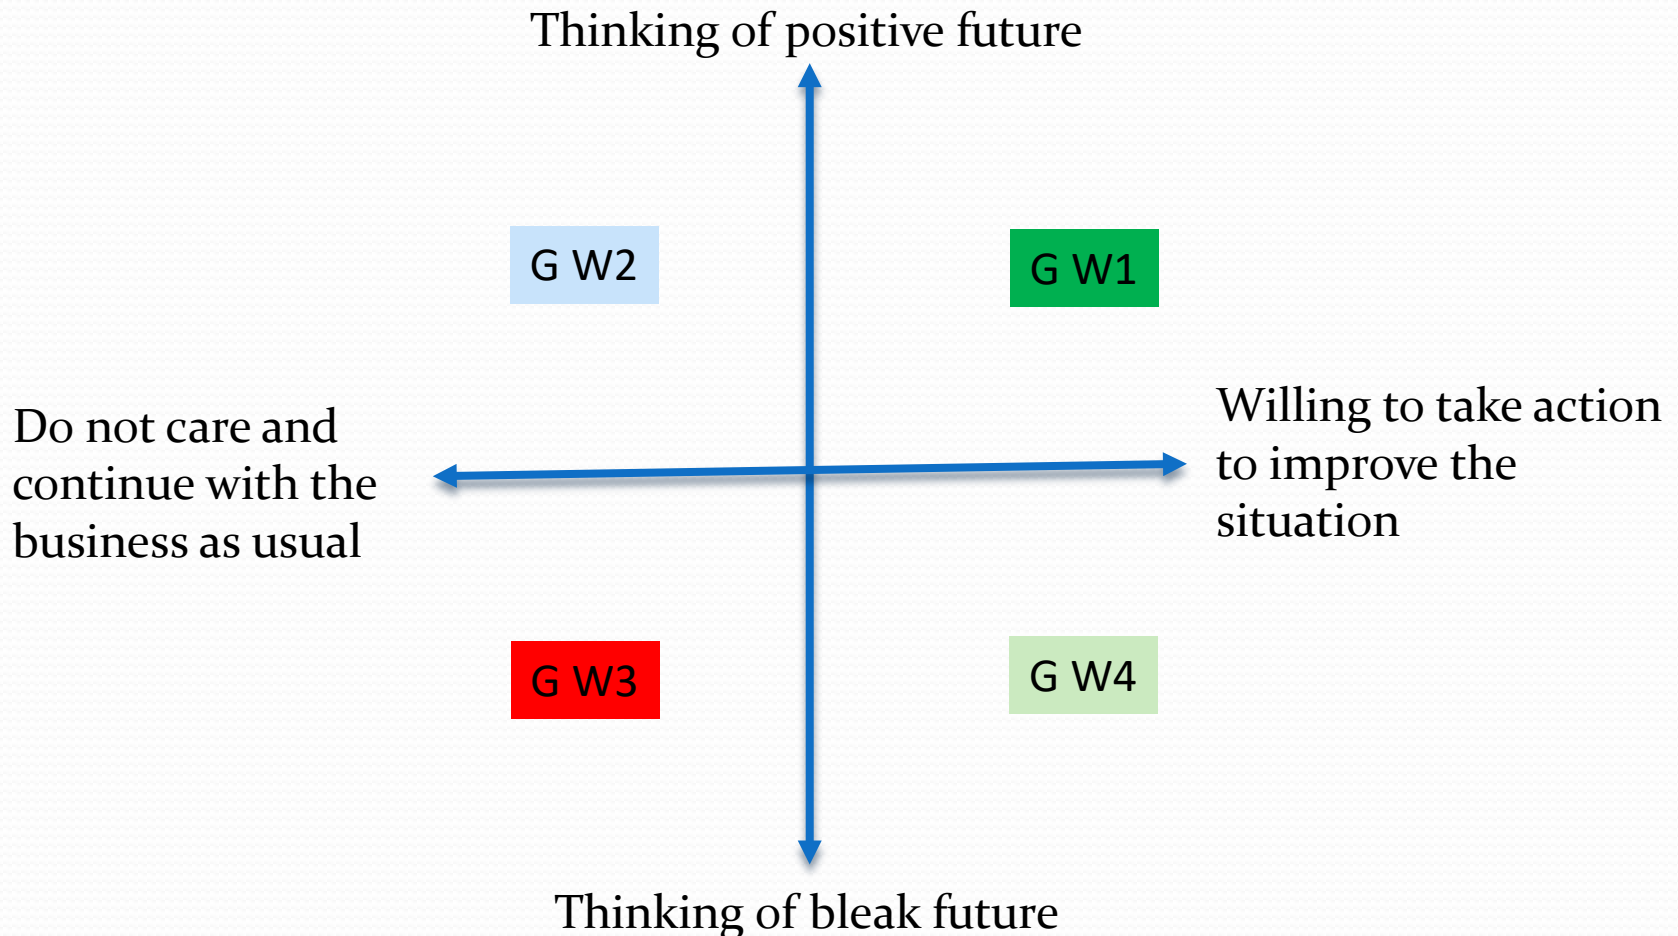 Thinking of positive future
G W2
G W1
Do not care and
continue with the
business as usual
Willing to take action
to improve the
situation
G W3
G W4
Thinking of bleak future